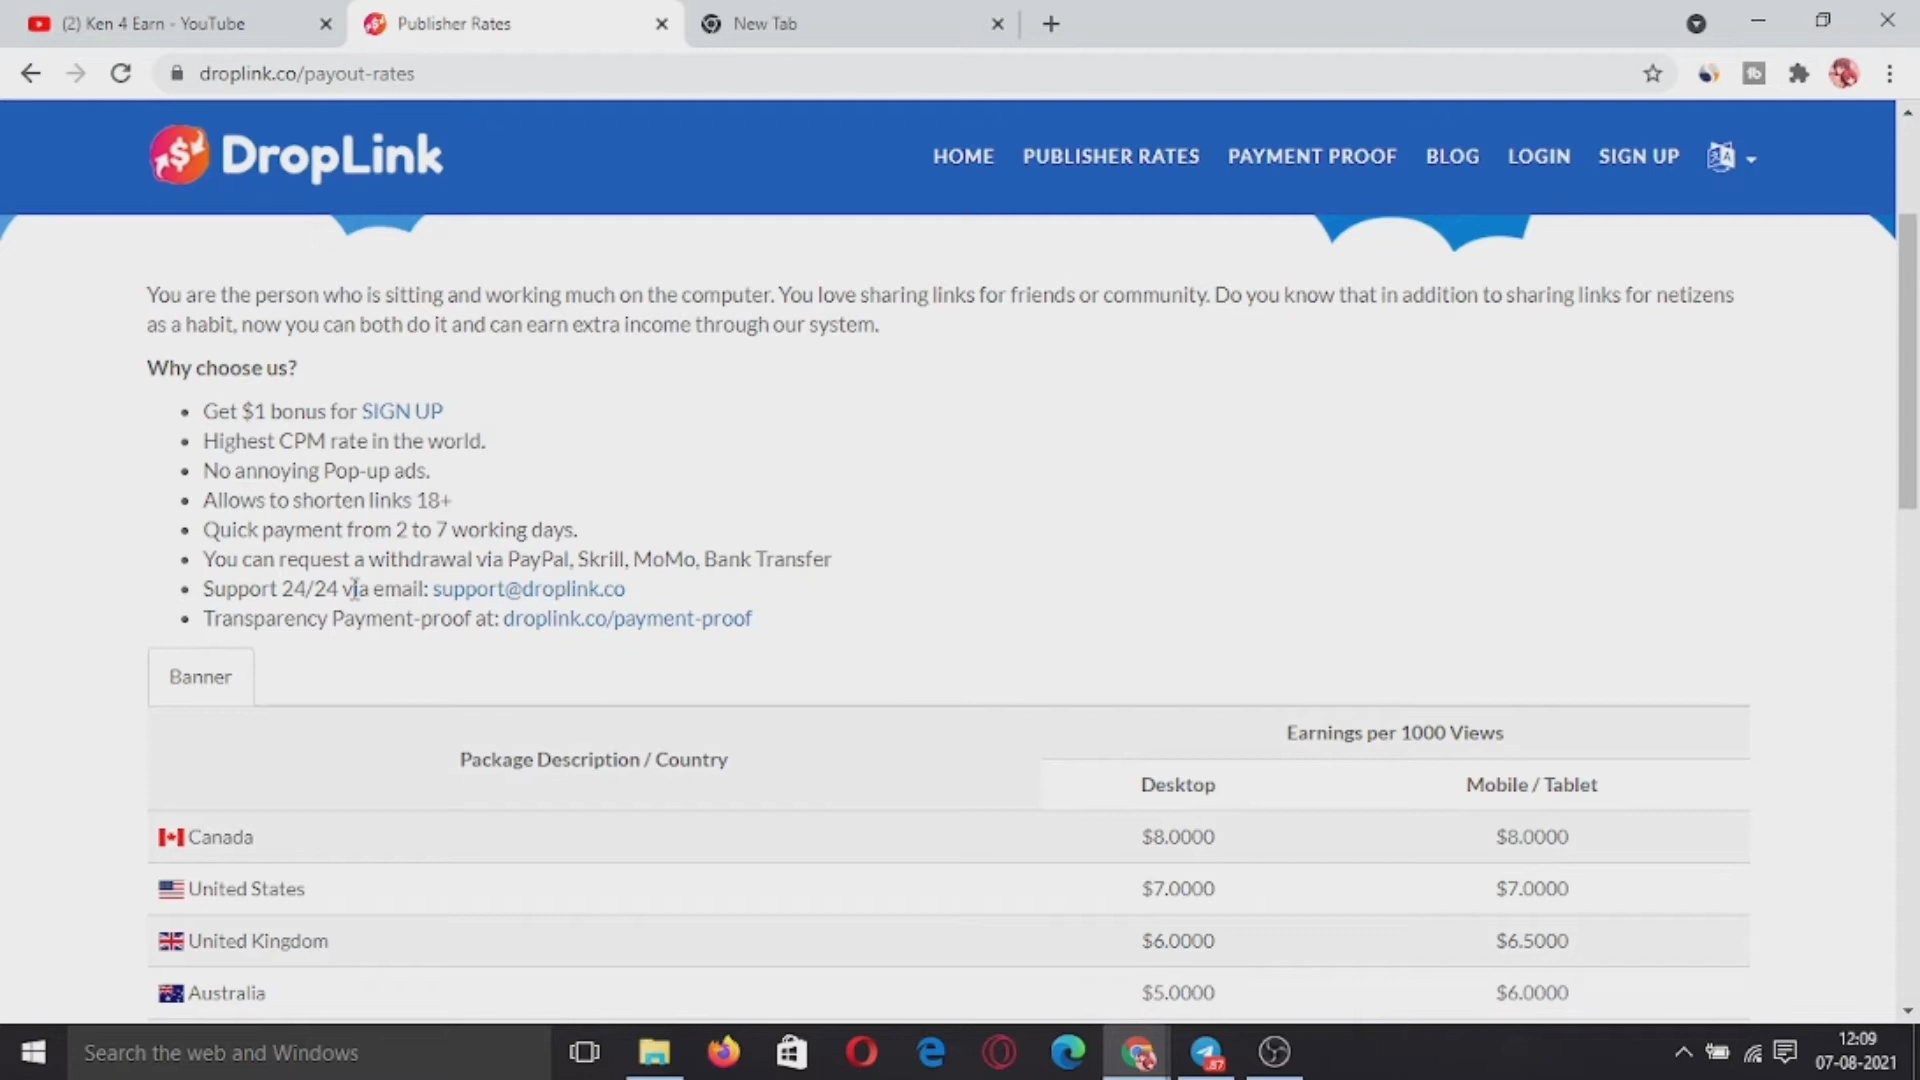 (2) Ken 4 Earn - YouTube
Publisher Rates
New Tab
droplink.co/payout-rates
DropLink
HOME
PUBLISHER RATES
PAYMENT PROOF
BLOG
LOGIN
SIGN UP
You are the person who is sitting and working much on the computer. You love sharing links for friends or community. Do you know that in addition to sharing links for netizens
as a habit, now you can both do it and can earn extra income through our system.
Why choose us?
Get $1 bonus for SIGN UP
Highest CPM rate in the world.
No annoying Pop-up ads.
Allows to shorten links 18+
Quick payment from 2 to 7 working days.
You can request a withdrawal via PayPal, Skrill, MoMo, Bank Transfer
Support 24/24 via email: support@droplink.co
Transparency Payment-proof at: droplink.co/payment-proof
Banner
Package Description / Country
Earnings per 1000 Views
Desktop
Mobile / Tablet
Canada $8.0000 $8.0000
United States $7.0000 $7.0000
United Kingdom $6.0000 $6.5000
Australia $5.0000 $6.0000
Search the web and Windows
87
12:09
07-08-2021